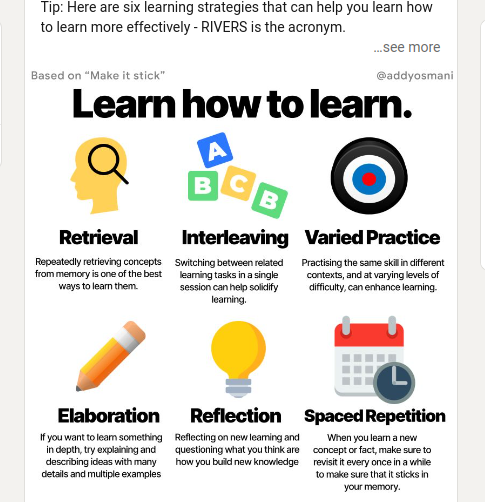 Tip: Here are six learning strategies that can help you learn how
to learn more effectively - RIVERS is the acronym.
...see more
Based on “Make it stick”
@addyosmani
Learn how to learn.
A
B
C
B
Retrieval
Repeatedly retrieving concepts
from memory is one of the best
ways to learn them.
Interleaving
Switching between related
learning tasks in a single
session can help solidify
learning.
Varied Practice
Practising the same skill in different
contexts, and at varying levels of
difficulty, can enhance learning.
Elaboration
If you want to learn something
in depth, try explaining and
describing ideas with many
details and multiple examples
Reflection
Reflecting on new learning and
questioning what you think are
how you build new knowledge
Spaced Repetition
When you learn a new
concept or fact, make sure to
revisit it every once in a while
to make sure that it sticks in
your memory.